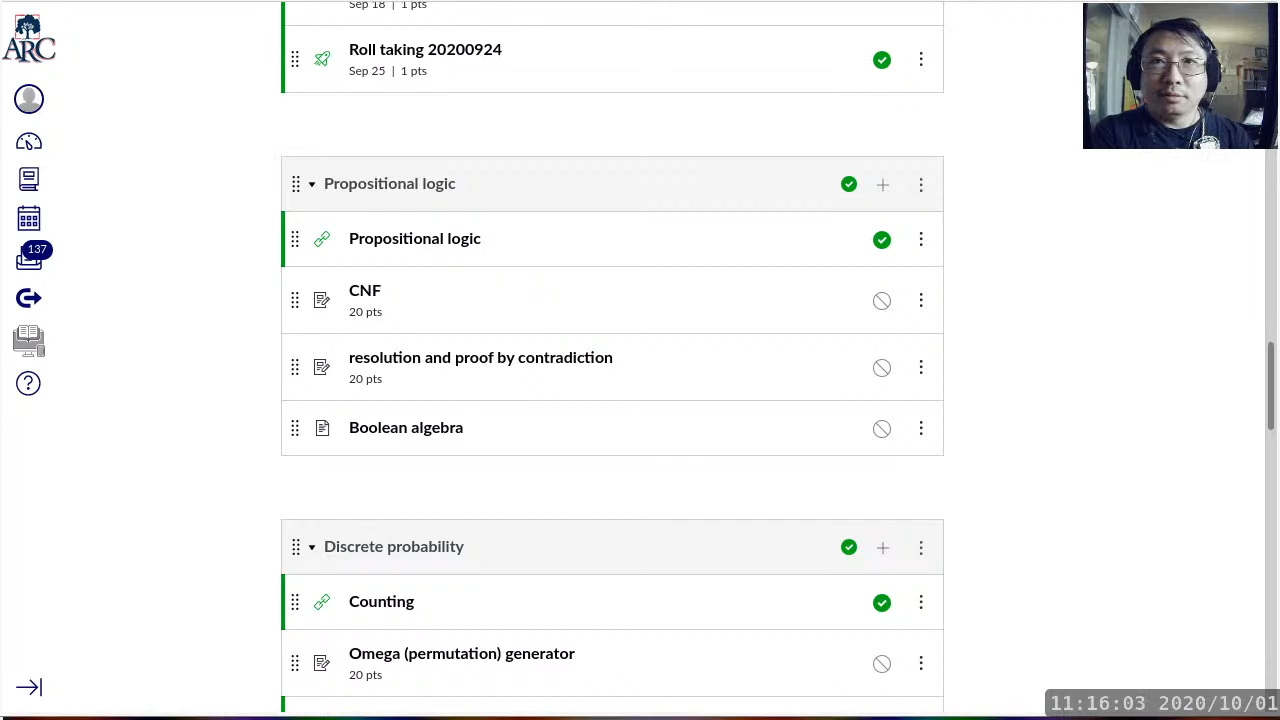 Sep 18 | 1 pts
Roll taking 20200924
Sep 25 | 1 pts
ARC
Propositional logic
Propositional logic
137
CNF
20 pts
resolution and proof by contradiction
20 pts
Boolean algebra
Discrete probability
Counting
Omega (permutation) generator
20 pts
11:16:03 2020/10/01